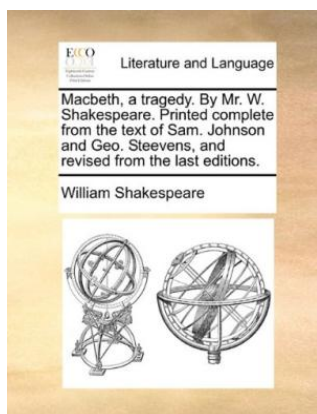 ECCO
Literature and Language
Macbeth, a tragedy. By Mr. W.
Shakespeare. Printed complete
from the text of Sam. Johnson
and Geo. Steevens, and
revised from the last editions.
William Shakespeare